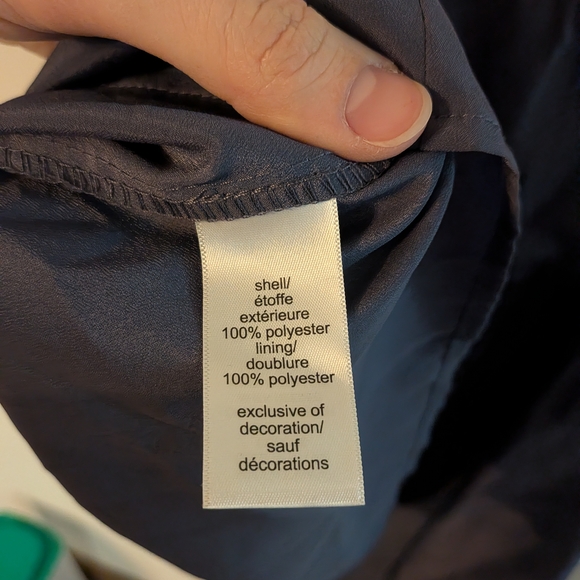 shell/
étoffe
extérieure
100% polyester
lining/
doublure
100% polyester
exclusive of
decoration/
sauf
décorations